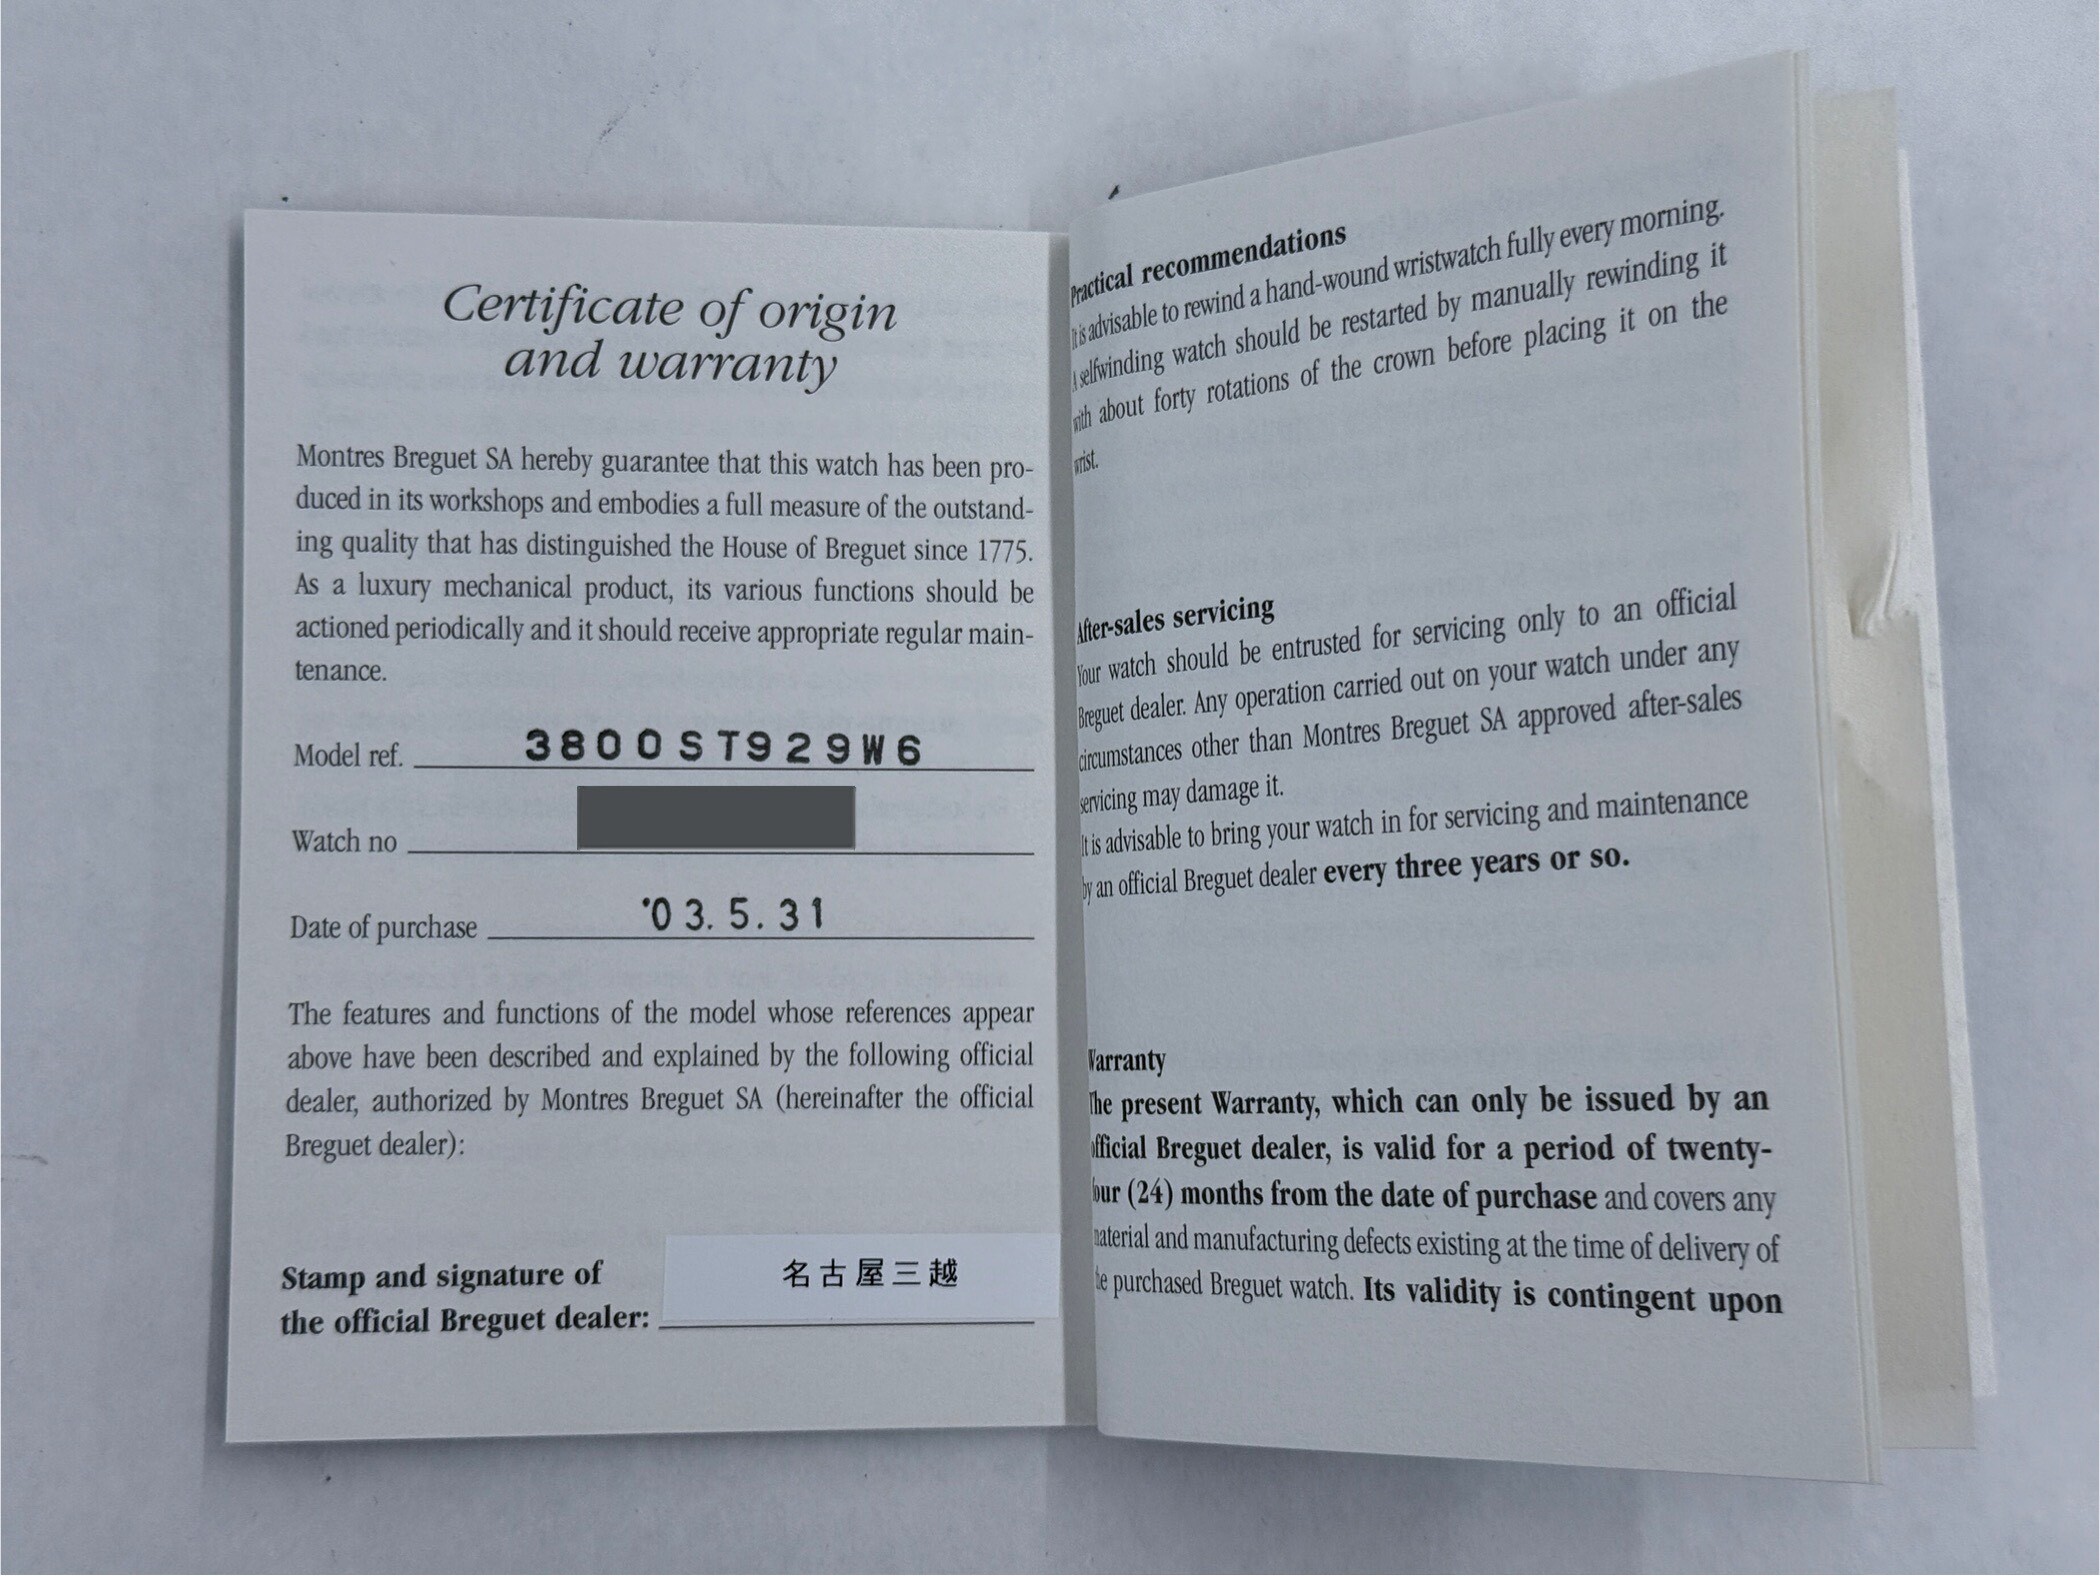 Certificate of origin
and warranty
Montres Breguet SA hereby guarantee that this watch has been pro-
duced in its workshops and embodies a full measure of the outstand-
ing quality that has distinguished the House of Breguet since 1775.
As a luxury mechanical product, its various functions should be
actioned periodically and it should receive appropriate regular main-
tenance.
Model ref. 3800ST929W6
Watch no
Date of purchase '03.5.31
The features and functions of the model whose references appear
above have been described and explained by the following official
dealer, authorized by Montres Breguet SA (hereinafter the official
Breguet dealer):
Stamp and signature of
the official Breguet dealer: 名古屋三越
Practical recommendations
It is advisable to rewind a hand-wound wristwatch fully every morning.
A selfwinding watch should be restarted by manually rewinding it
with about forty rotations of the crown before placing it on the
wrist.
After-sales servicing
Your watch should be entrusted for servicing only to an official
Breguet dealer. Any operation carried out on your watch under any
circumstances other than Montres Breguet SA approved after-sales
servicing may damage it.
It is advisable to bring your watch in for servicing and maintenance
by an official Breguet dealer every three years or so.
Warranty
The present Warranty, which can only be issued by an
official Breguet dealer, is valid for a period of twenty-
four (24) months from the date of purchase and covers any
material and manufacturing defects existing at the time of delivery of
the purchased Breguet watch. Its validity is contingent upon